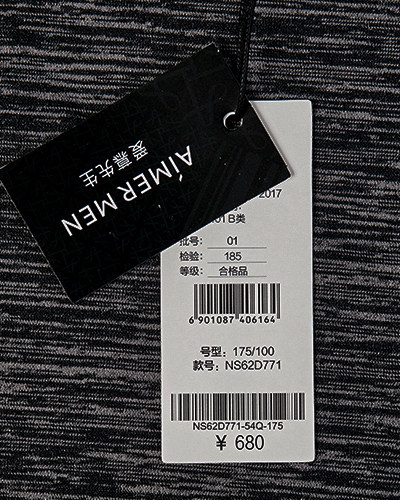 AiMER MEN
爱慕先生
2017
01 B类
批号: 01
检验: 185
等级: 合格品
6 901087 406164
号型: 175/100
款号: NS62D771
NS62D771-54Q-175
¥ 680